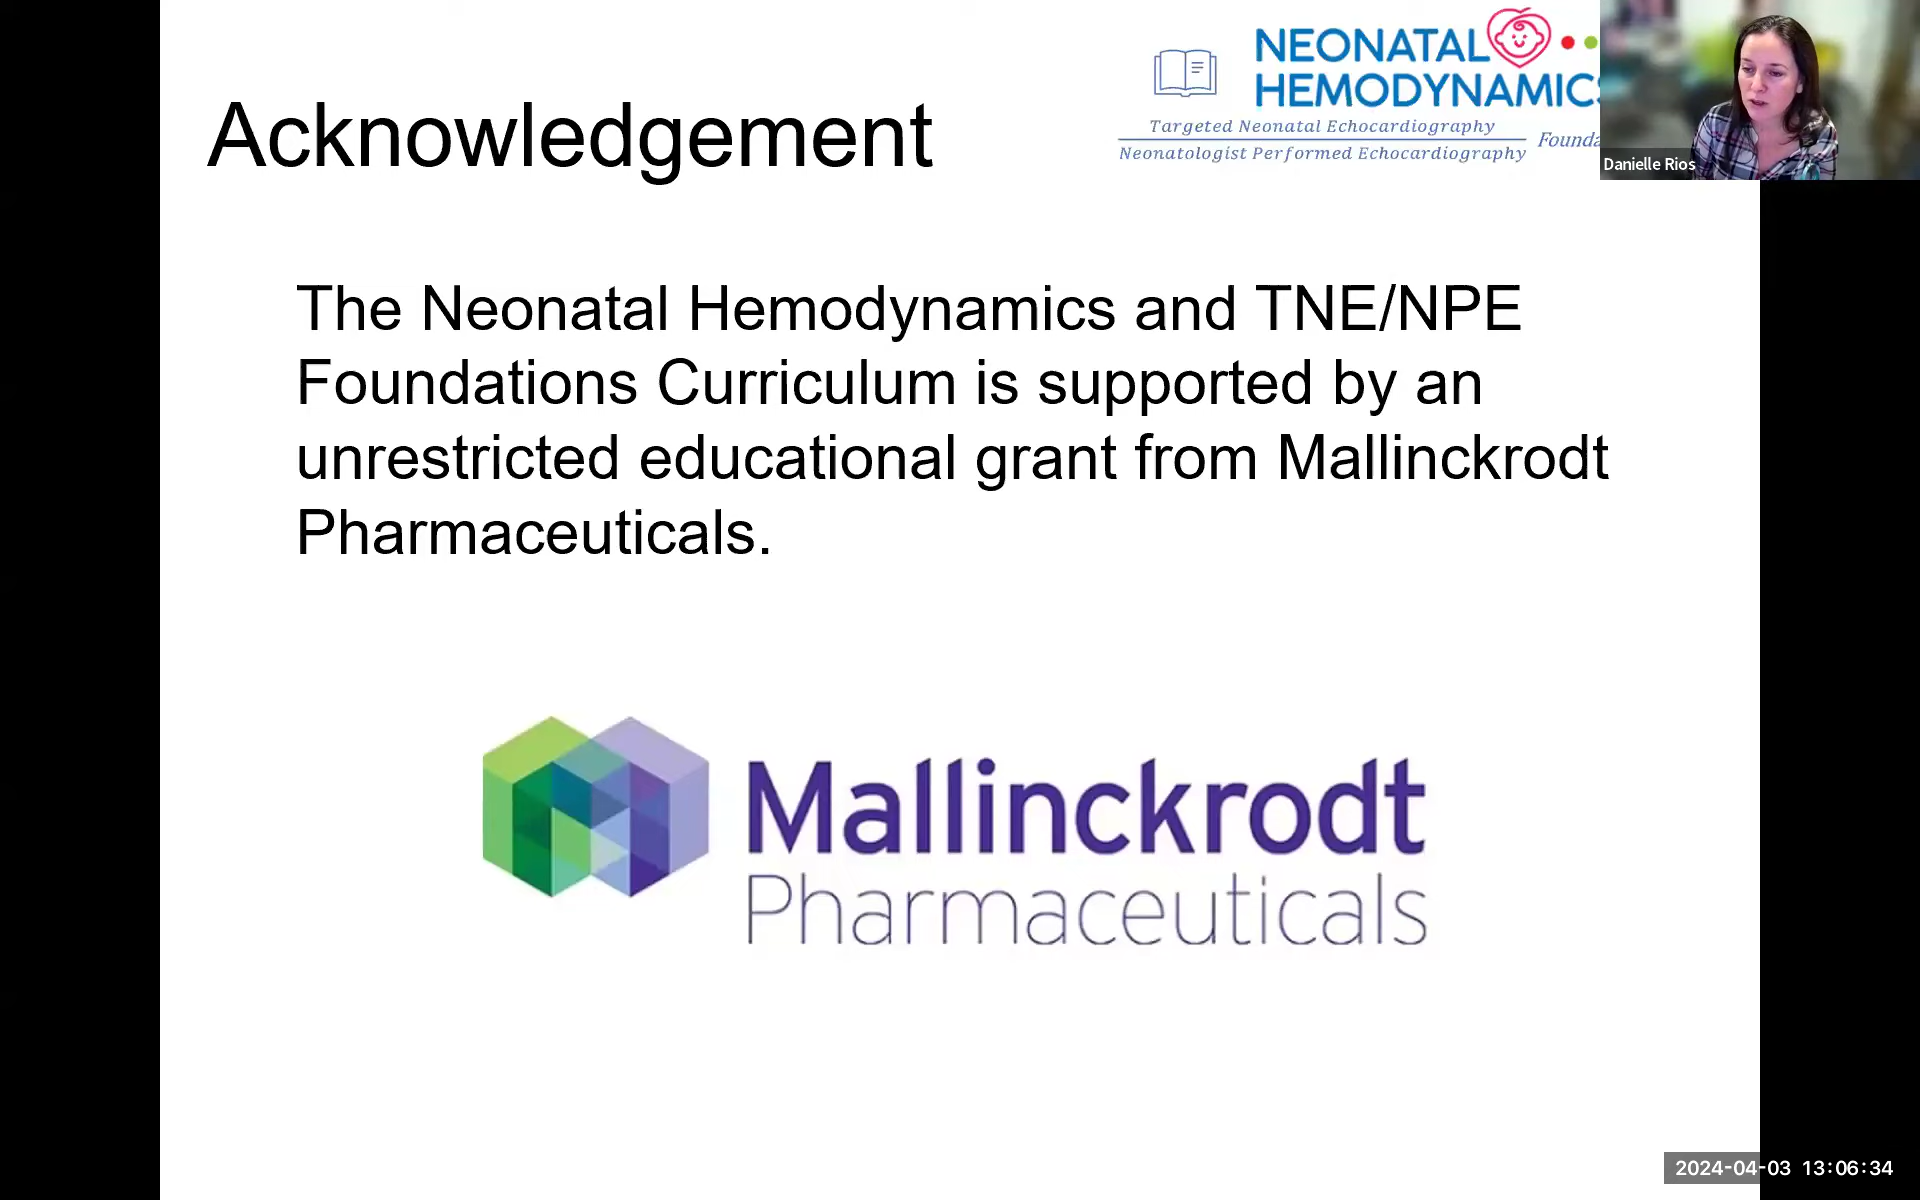 Acknowledgement
NEONATAL
HEMODYNAMICS
Targeted Neonatal Echocardiography
Neonatologist Performed Echocardiography
Danielle Rios
The Neonatal Hemodynamics and TNE/NPE
Foundations Curriculum is supported by an
unrestricted educational grant from Mallinckrodt
Pharmaceuticals.
Mallinckrodt
Pharmaceuticals
2024-04-03 13:06:34